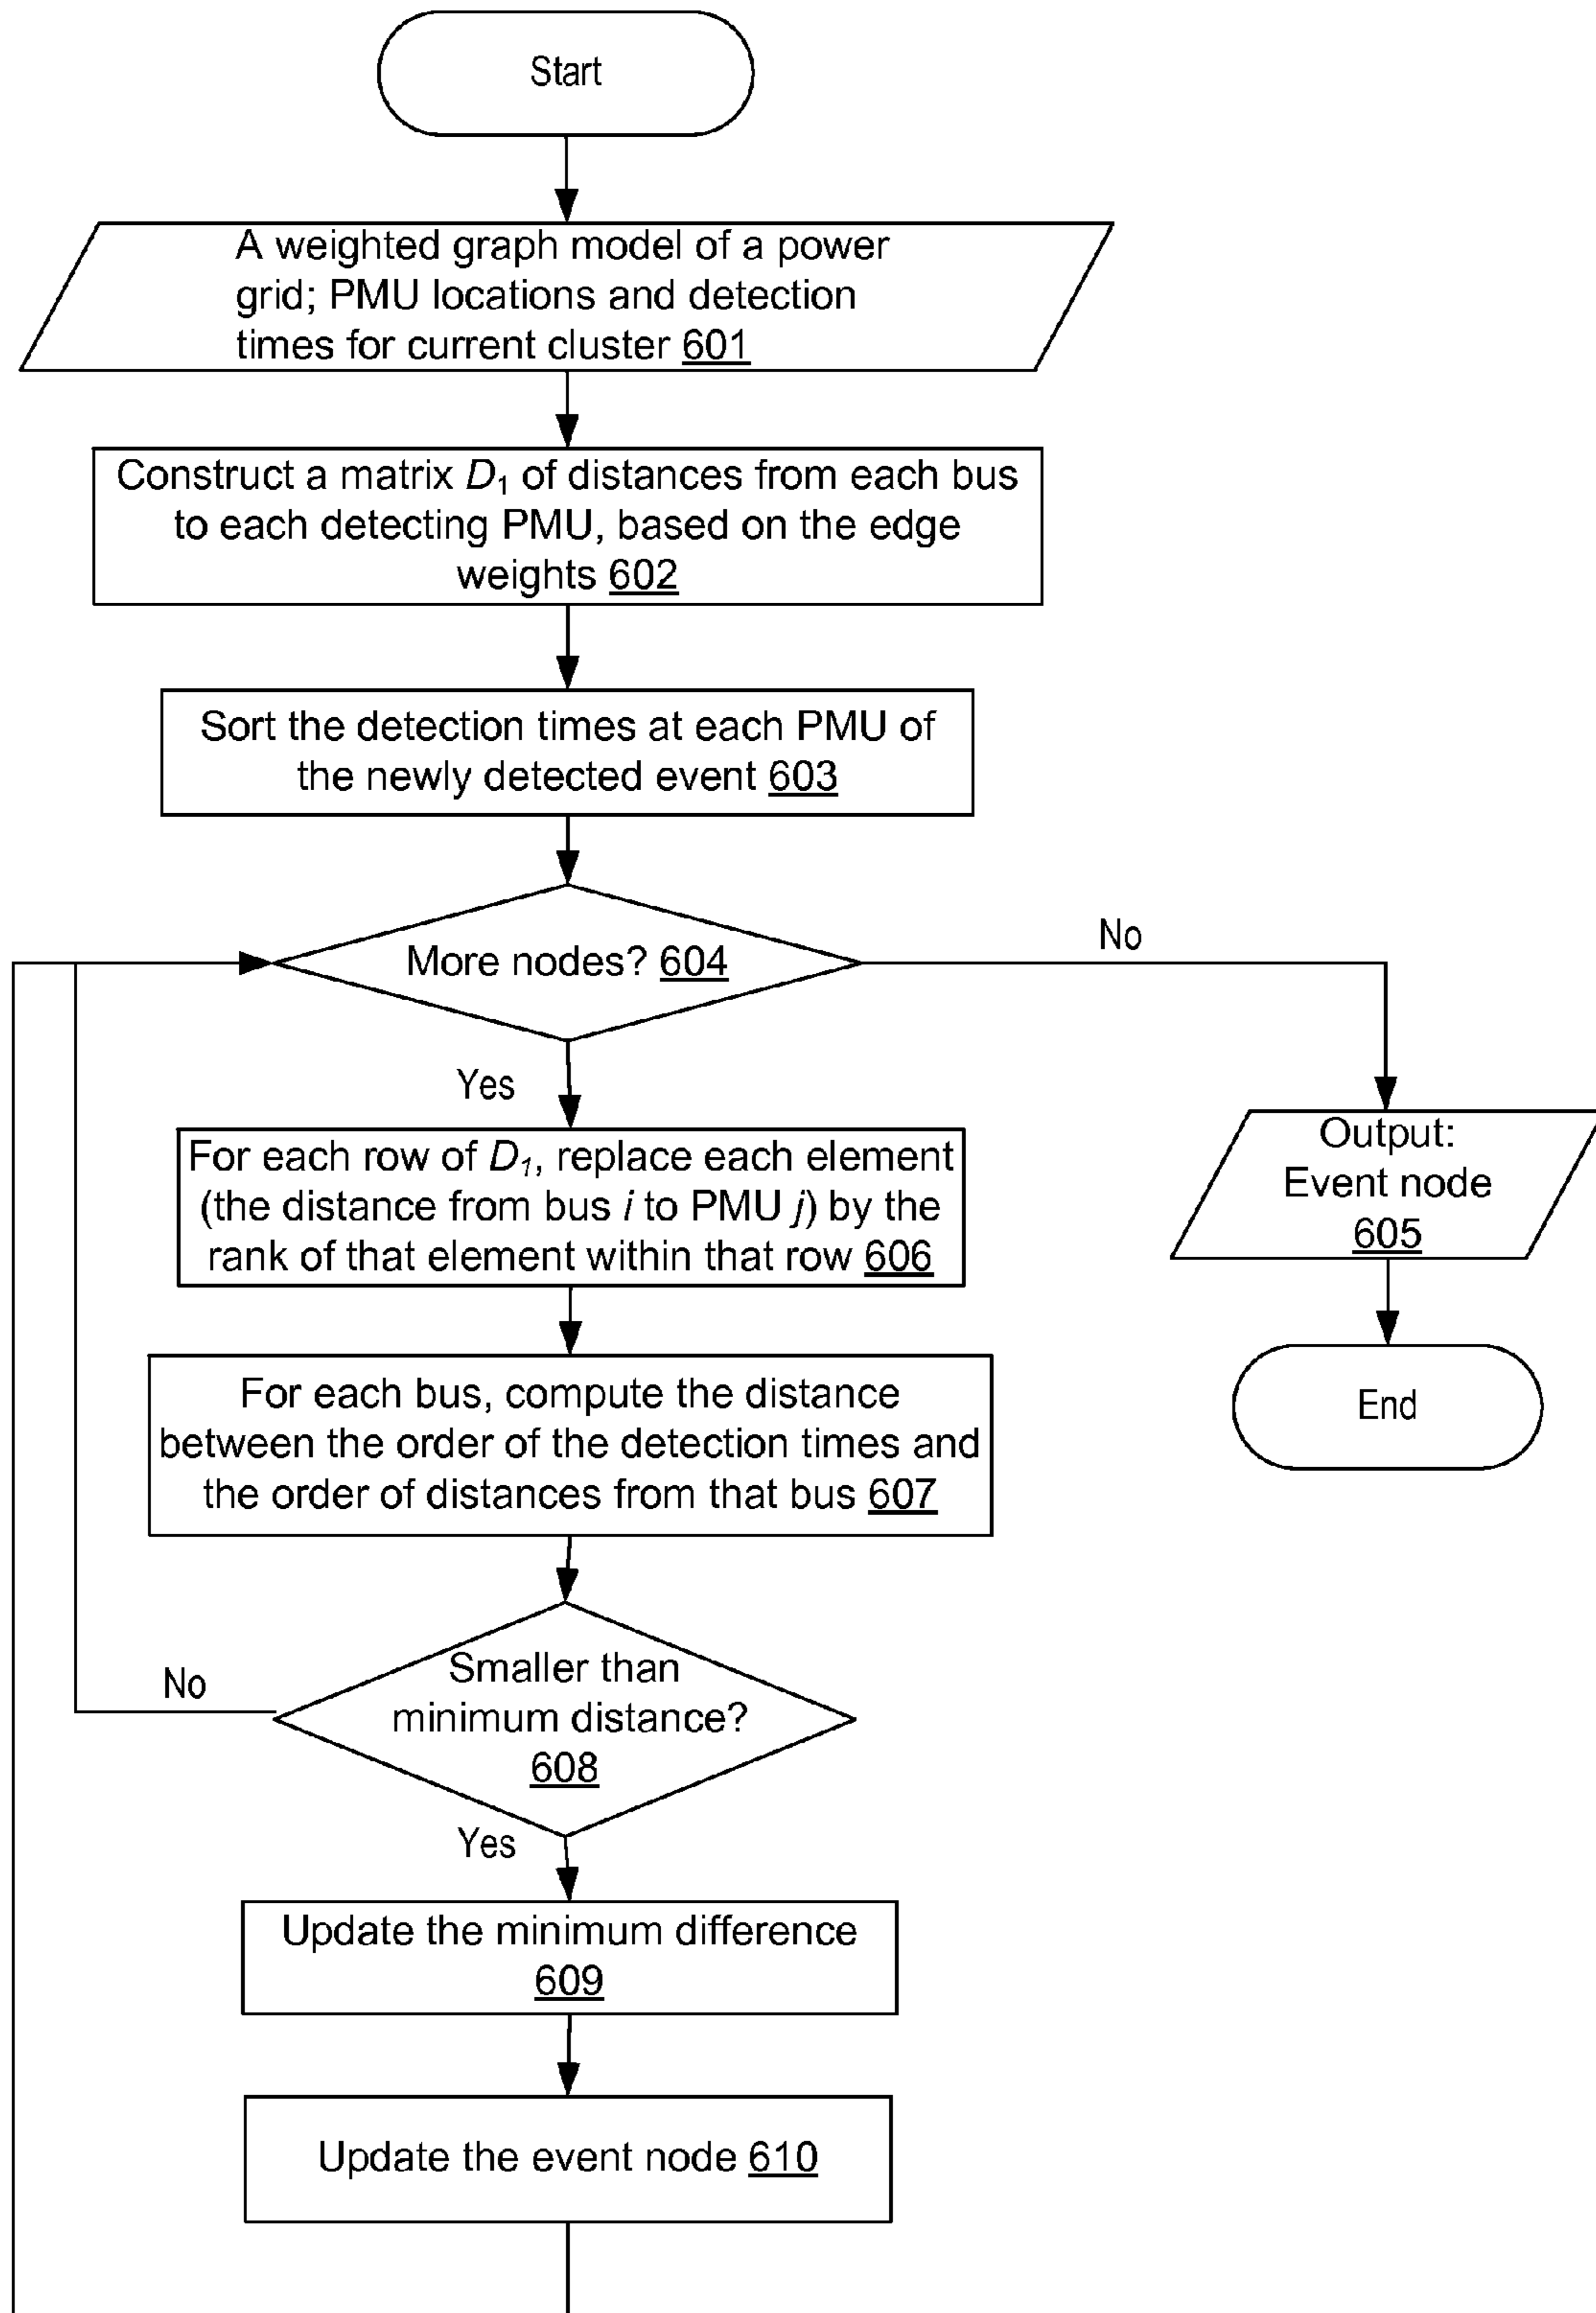 Start
A weighted graph model of a power
grid; PMU locations and detection
times for current cluster 601
Construct a matrix D₁ of distances from each bus
to each detecting PMU, based on the edge
weights 602
Sort the detection times at each PMU of
the newly detected event 603
More nodes? 604
No
Yes
Output:
Event node
605
For each row of D₁, replace each element
(the distance from bus i to PMU j) by the
rank of that element within that row 606
End
For each bus, compute the distance
between the order of the detection times and
the order of distances from that bus 607
Smaller than
minimum distance?
608
No
Yes
Update the minimum difference
609
Update the event node 610